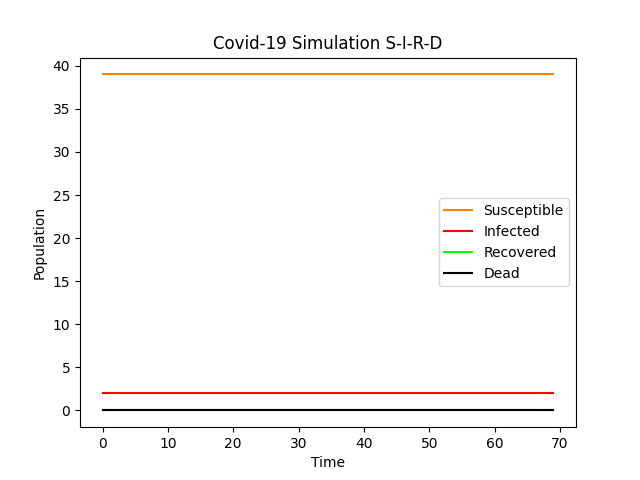 Covid-19 Simulation S-I-R-D
40
35
30
25
20
15
10
5
0
Population
Susceptible
Infected
Recovered
Dead
0 10 20 30 40 50 60 70
Time